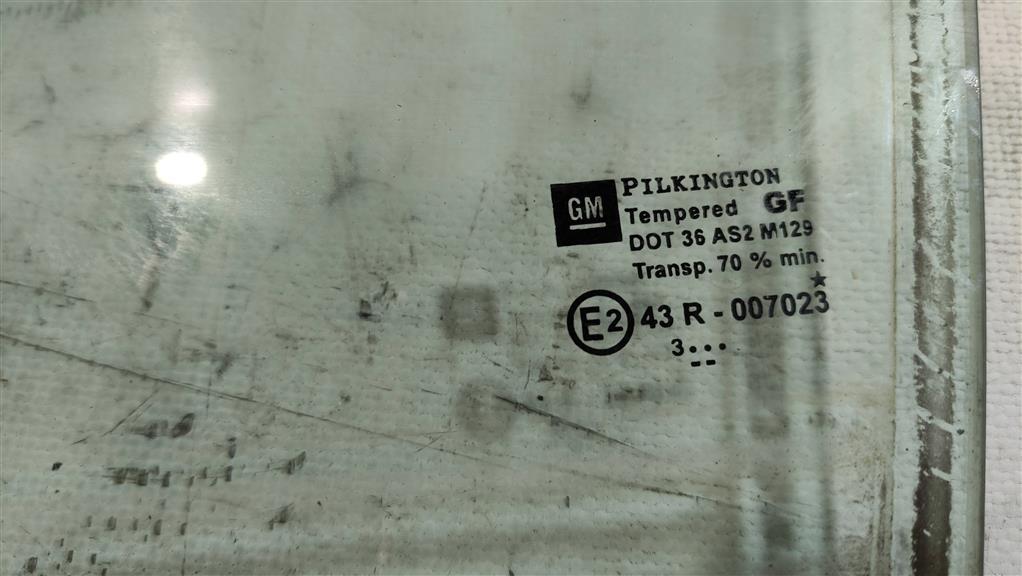 GM
PILKINGTON
Tempered GF
DOT 36 AS2 M129
Transp. 70 % min.
E2 43 R - 007023
3...